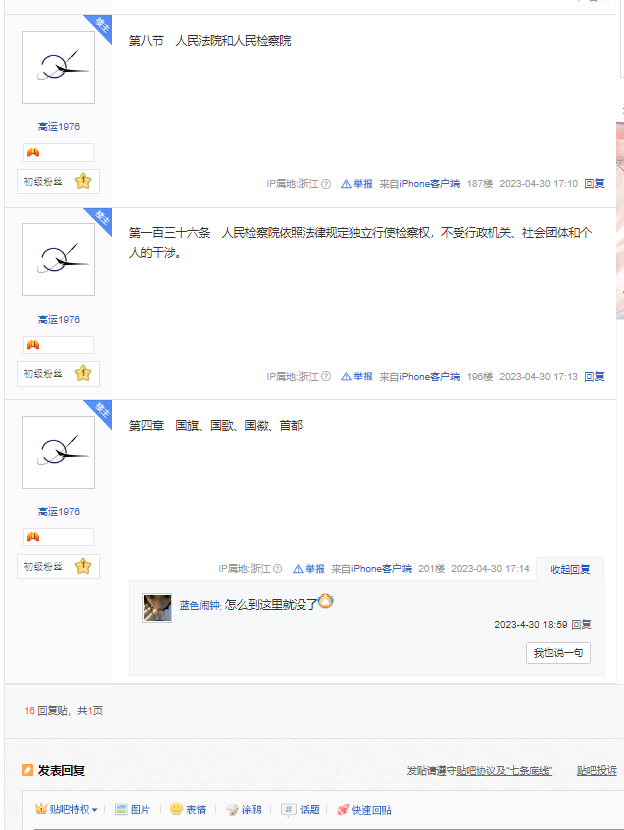 楼主
第八节　人民法院和人民检察院
高运1976
初级粉丝 1
IP属地:浙江 举报 来自iPhone客户端 187楼 2023-04-30 17:10 回复
楼主
第一百三十六条　人民检察院依照法律规定独立行使检察权，不受行政机关、社会团体和个
人的干涉。
高运1976
初级粉丝 1
IP属地:浙江 举报 来自iPhone客户端 196楼 2023-04-30 17:13 回复
楼主
第四章　国旗、国歌、国徽、首都
高运1976
初级粉丝 1
IP属地:浙江 举报 来自iPhone客户端 201楼 2023-04-30 17:14 收起回复
蓝色闹钟: 怎么到这里就没了
2023-4-30 18:59 回复
我也说一句
16 回复贴，共1页
发表回复 发贴请遵守贴吧协议及“七条底线” 贴吧投诉
贴吧特权 图片 表情 涂鸦 # 话题 快速回贴